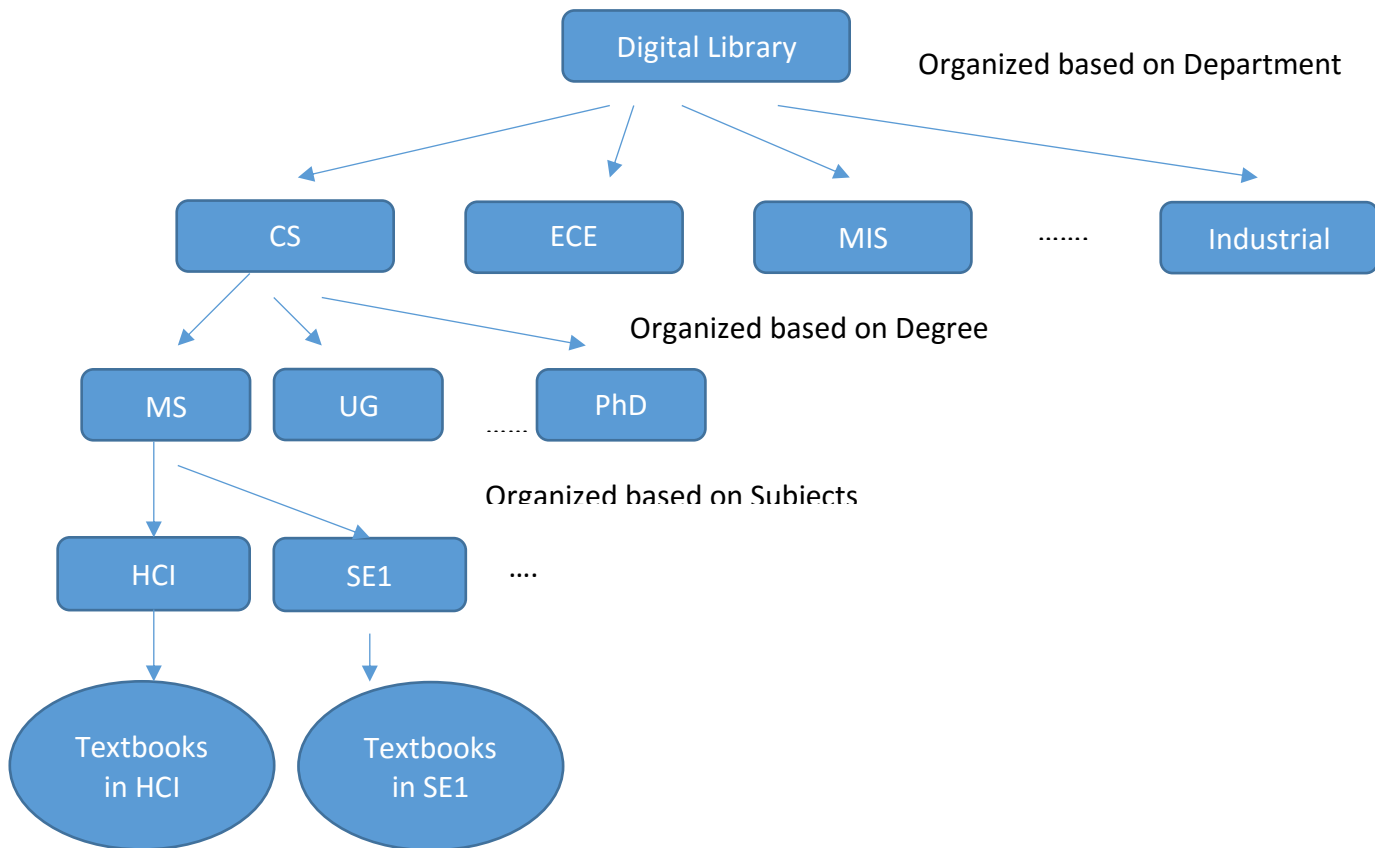 Digital Library
Organized based on Department
CS
ECE
MIS
.......
Industrial
Organized based on Degree
MS
UG
......
PhD
Organized based on Subjects
HCI
SE1
....
Textbooks
in HCI
Textbooks
in SE1